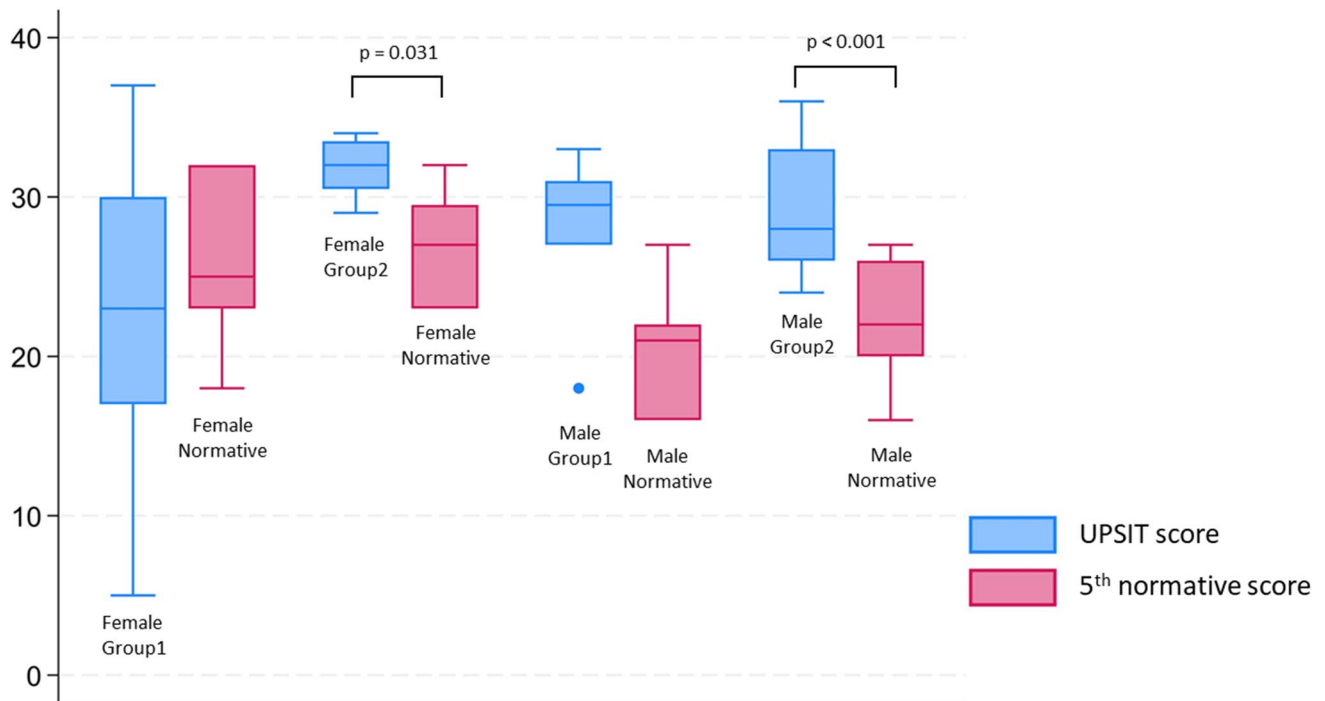 40
30
20
10
0
p = 0.031
p < 0.001
Female
Group1
Female
Normative
Female
Group2
Female
Normative
Male
Group1
Male
Normative
Male
Group2
Male
Normative
UPSIT score
5th normative score